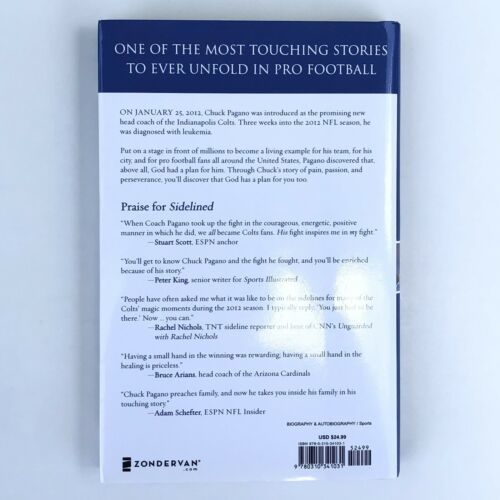 ONE OF THE MOST TOUCHING STORIES
TO EVER UNFOLD IN PRO FOOTBALL
ON JANUARY 25, 2012, Chuck Pagano was introduced as the promising new
head coach of the Indianapolis Colts. Three weeks into the 2012 NFL season, he
was diagnosed with leukemia.
Put on a stage in front of millions to become a living example for his team, for his
city, and for pro football fans all around the United States, Pagano discovered that,
above all, God had a plan for him. Through Chuck's story of pain, passion, and
perseverance, you'll discover that God has a plan for you too.
Praise for Sidelined
"When Coach Pagano took up the fight in the courageous, energetic, positive
manner in which he did, we all became Colts fans. His fight inspires me in my fight."
—Stuart Scott, ESPN anchor
"You'll get to know Chuck Pagano and the fight he fought, and you'll be enriched
because of his story."
—Peter King, senior writer for Sports Illustrated
"People have often asked me what it was like to be on the sidelines for many of the
Colts' magic moments during the 2012 season. I typically reply, 'You just had to be
there.' Now ... you can."
—Rachel Nichols, TNT sideline reporter and host of CNN's Unguarded
with Rachel Nichols
"Having a small hand in the winning was rewarding; having a small hand in the
healing is priceless."
—Bruce Arians, head coach of the Arizona Cardinals
"Chuck Pagano preaches family, and now he takes you inside his family in his
touching story."
—Adam Schefter, ESPN NFL Insider
BIOGRAPHY & AUTOBIOGRAPHY / Sports
USD $24.99
ISBN 978-0-310-34103-1
52499
9 780310 341031
ZONDERVAN®
.com